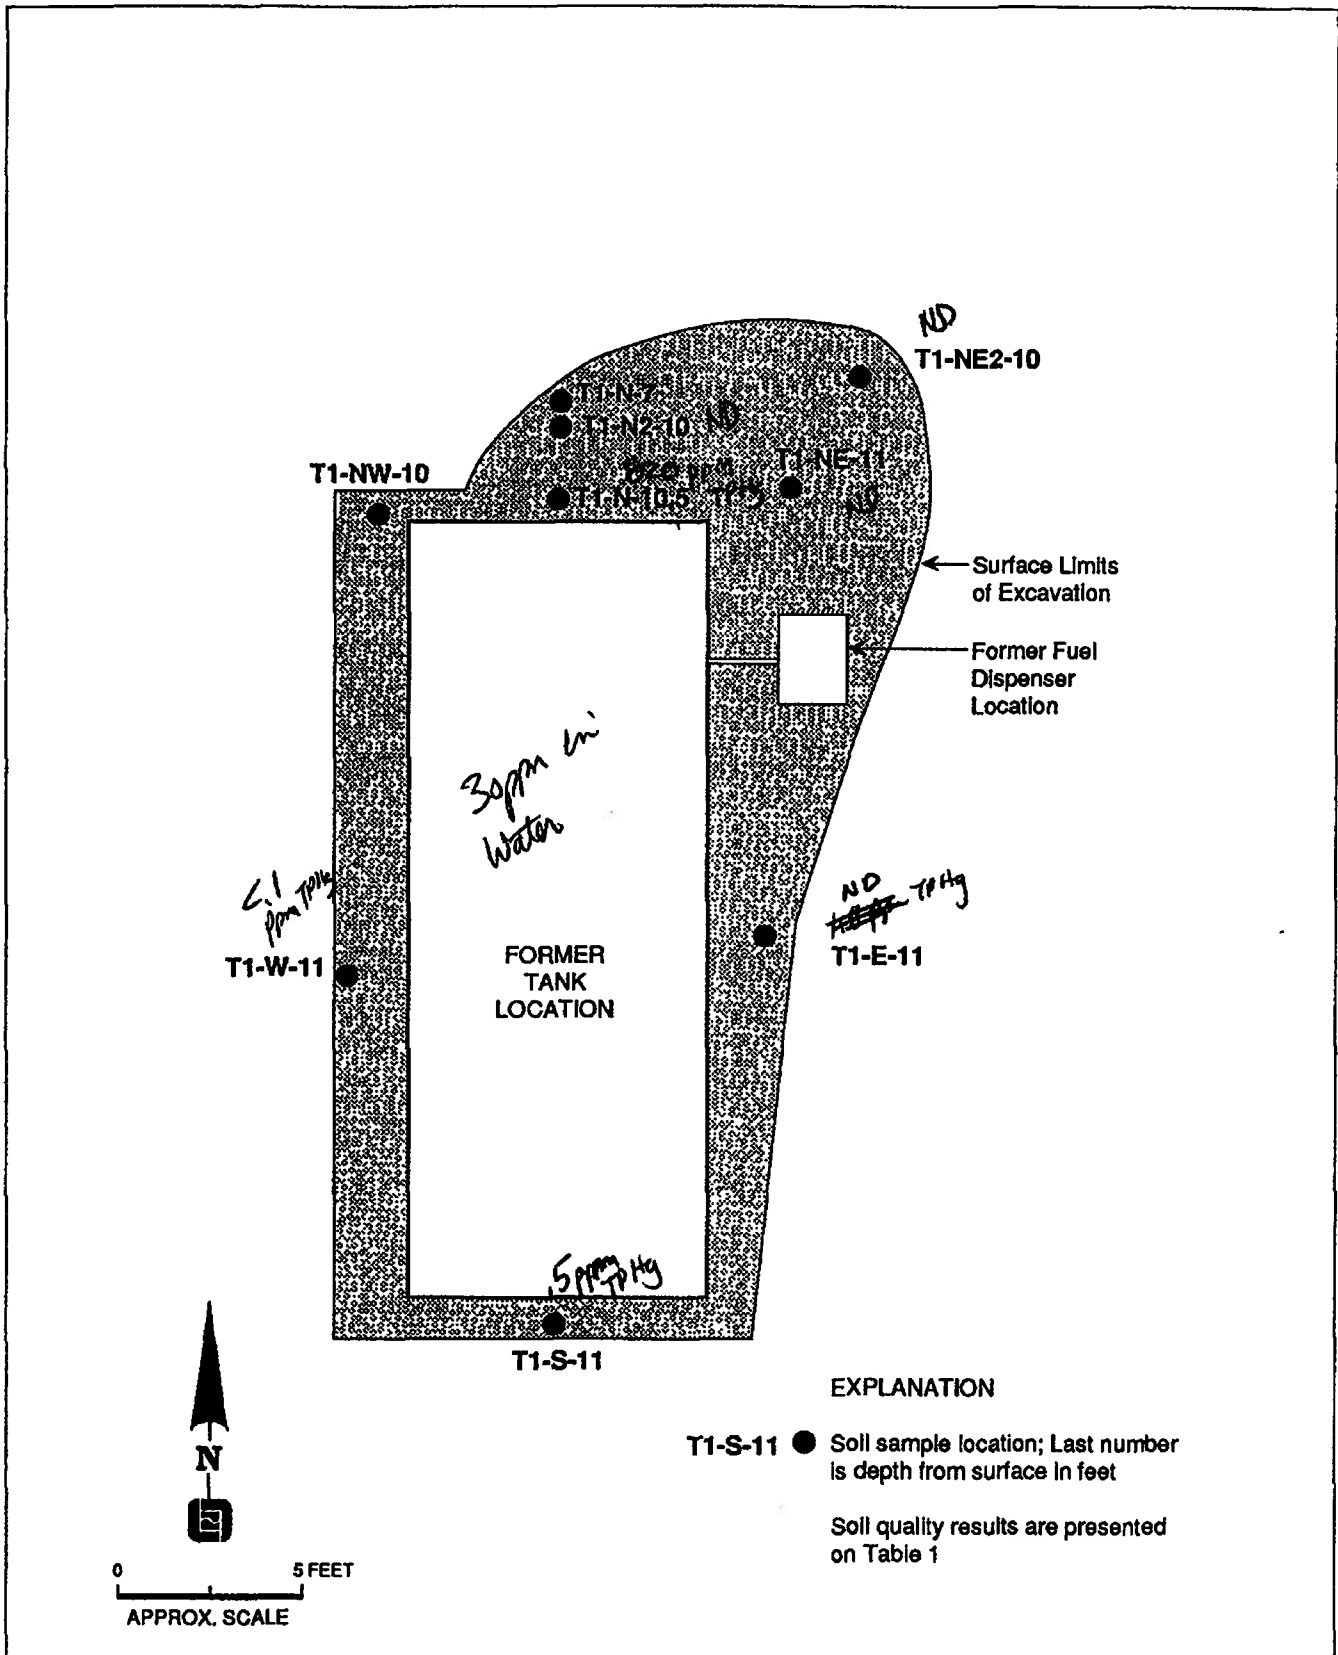 ND
T1-NE2-10
T1-N-7
T1-N2-10 ND
T1-NW-10
820 ppm
T1-NE-11
T1-N-10.5 TPHg
ND
Surface Limits
of Excavation
Former Fuel
Dispenser
Location
30ppm in
Water
<.1
ppm TPHg
T1-W-11
ND
TPHg
T1-E-11
FORMER
TANK
LOCATION
.5 ppm
TPHg
T1-S-11
EXPLANATION
T1-S-11 Soil sample location; Last number
is depth from surface in feet
Soil quality results are presented
on Table 1
N
0 5 FEET
APPROX. SCALE